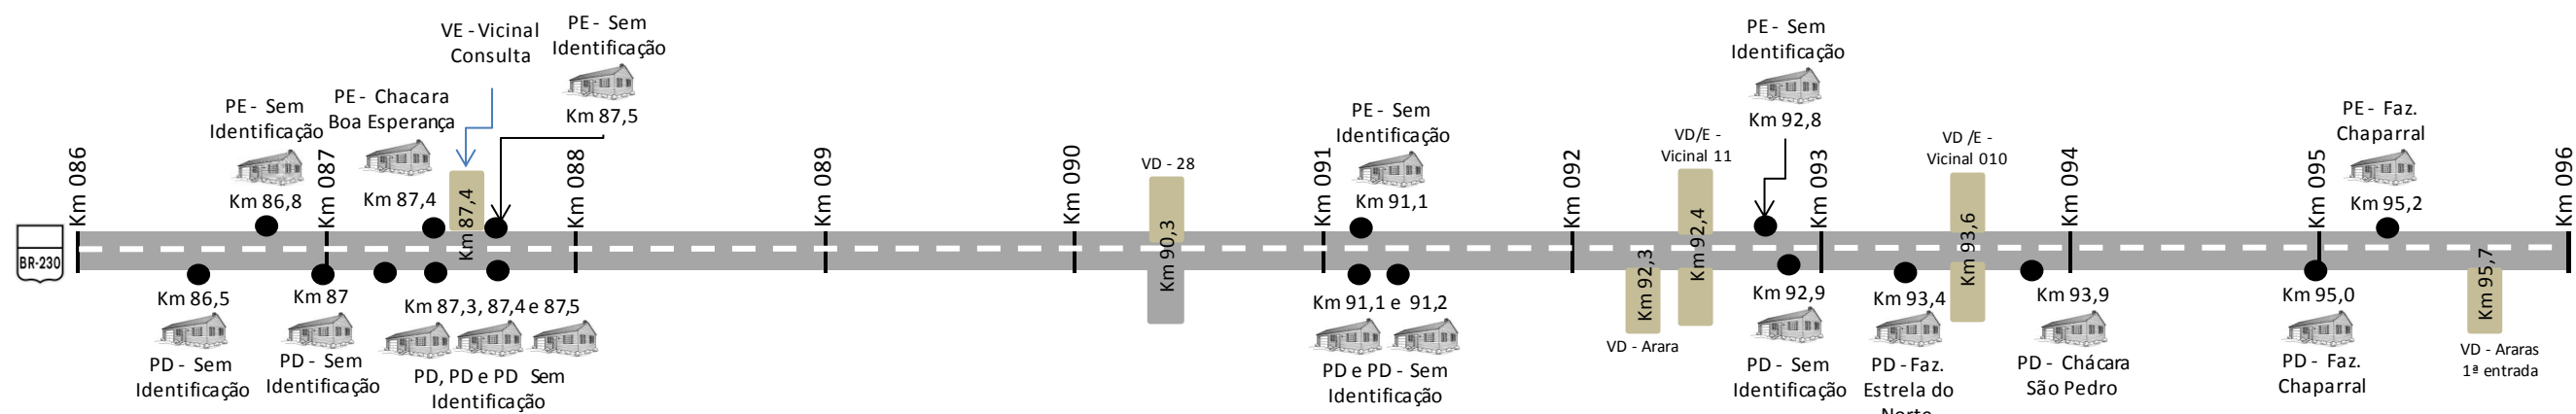 VE - Vicinal
Consulta
PE - Sem
Identificação
Km 87,5
PE - Sem
Identificação
Km 86,8
PE - Chacara
Boa Esperança
Km 87,4
Km 87,4
PE - Sem
Identificação
Km 91,1
VD - 28
Km 90,3
PE - Sem
Identificação
Km 92,8
VD/E -
Vicinal 11
Km 92,4
VD /E -
Vicinal 010
Km 93,6
PE - Faz.
Chaparral
Km 95,2
Km 086
Km 087
Km 088
Km 089
Km 090
Km 091
Km 092
Km 093
Km 094
Km 095
Km 096
BR-230
Km 86,5
PD - Sem
Identificação
Km 87
PD - Sem
Identificação
Km 87,3, 87,4 e 87,5
PD, PD e PD Sem
Identificação
Km 91,1 e 91,2
PD e PD - Sem
Identificação
Km 92,3
VD - Arara
Km 92,9
PD - Sem
Identificação
Km 93,4
PD - Faz.
Estrela do
Norte
Km 93,9
PD - Chácara
São Pedro
Km 95,0
PD - Faz.
Chaparral
Km 95,7
VD - Araras
1ª entrada